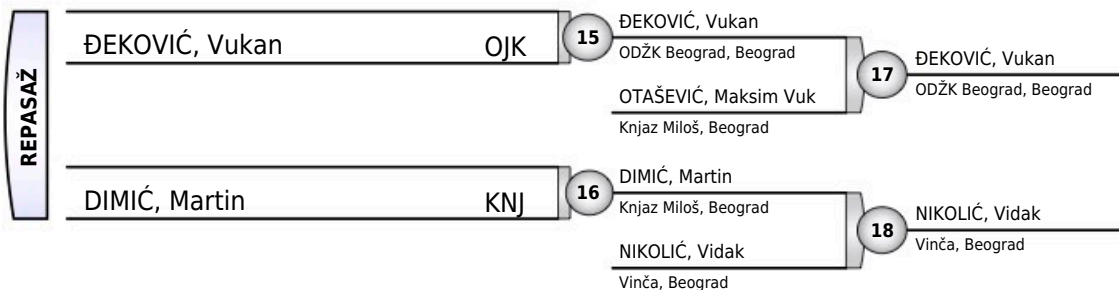 REPASAŽ
ĐEKOVIĆ, Vukan OJK
15
ĐEKOVIĆ, Vukan
ODŽK Beograd, Beograd
OTAŠEVIĆ, Maksim Vuk
Knjaz Miloš, Beograd
17
ĐEKOVIĆ, Vukan
ODŽK Beograd, Beograd
DIMIĆ, Martin KNJ
16
DIMIĆ, Martin
Knjaz Miloš, Beograd
NIKOLIĆ, Vidak
Vinča, Beograd
18
NIKOLIĆ, Vidak
Vinča, Beograd